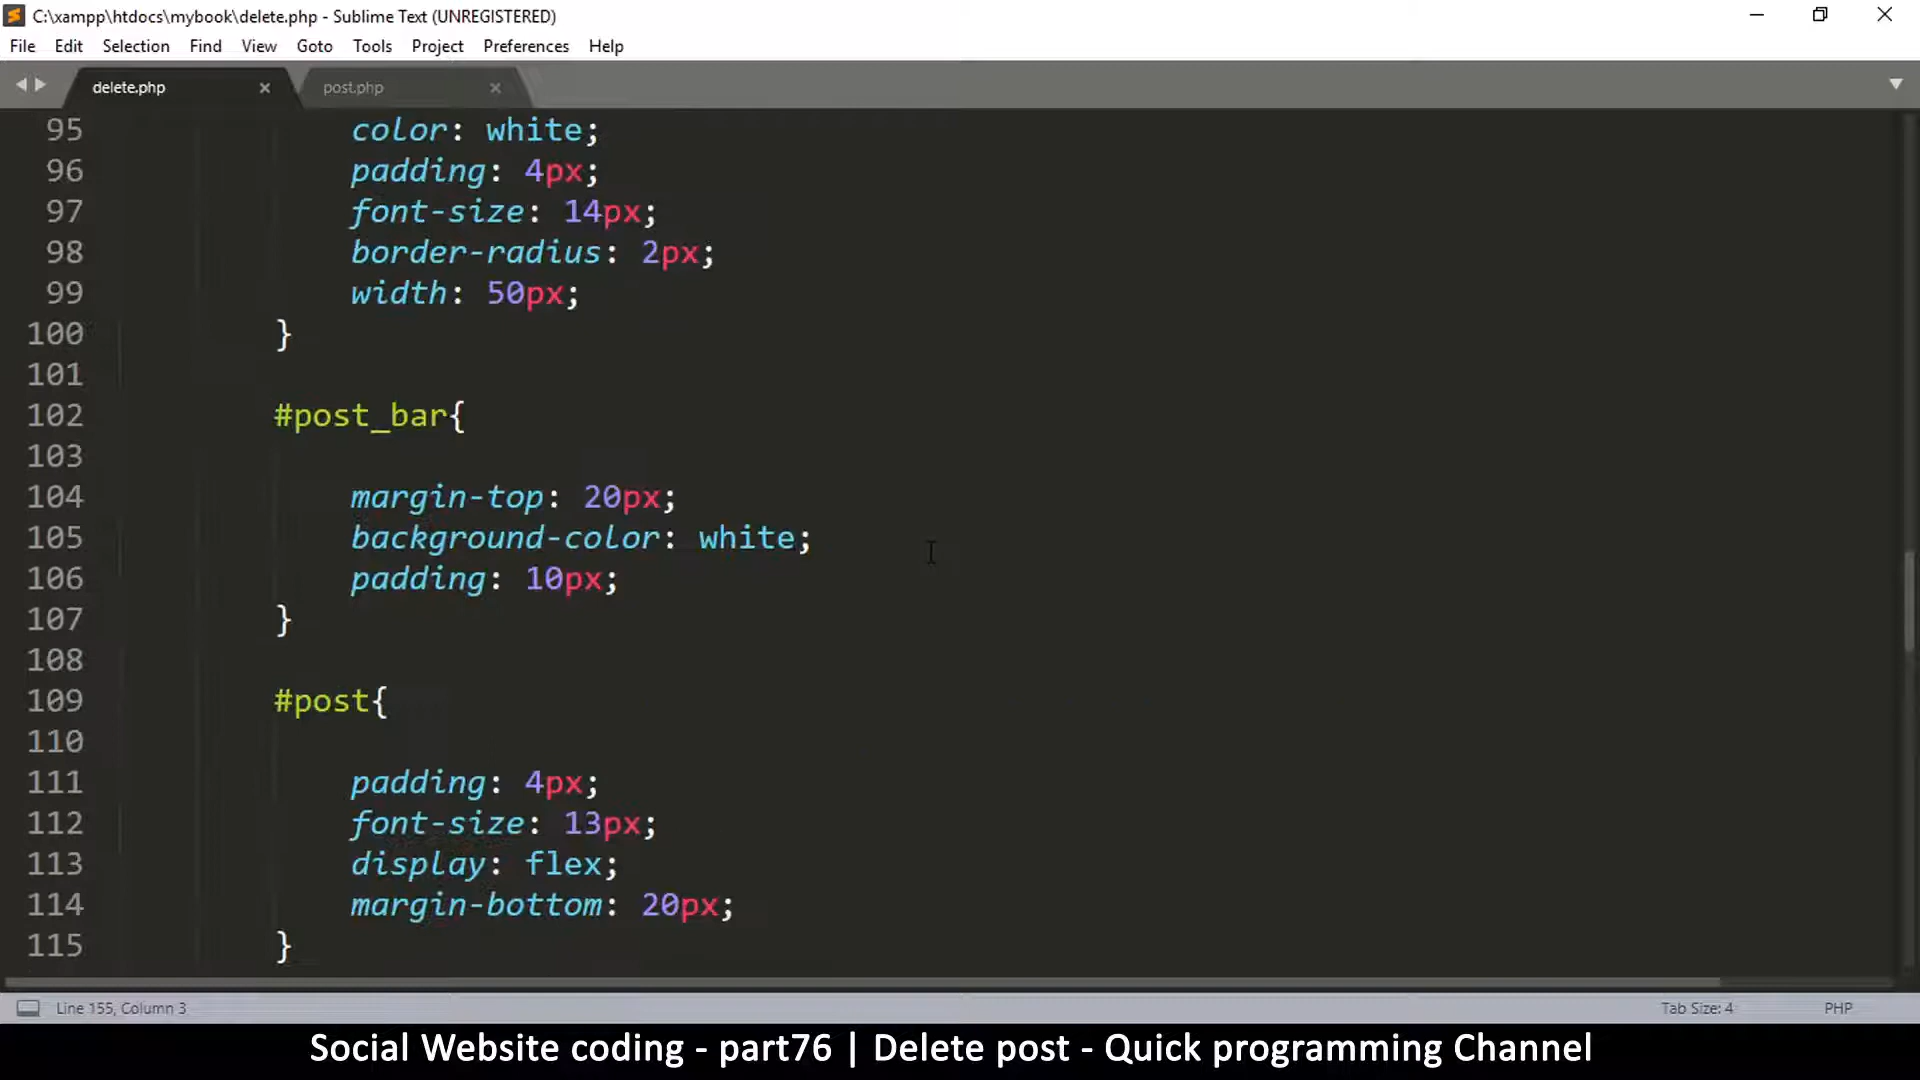 C:\xampp\htdocs\mybook\delete.php - Sublime Text (UNREGISTERED)
File Edit Selection Find View Goto Tools Project Preferences Help
delete.php × post.php ×
95 color: white;
96 padding: 4px;
97 font-size: 14px;
98 border-radius: 2px;
99 width: 50px;
100 }
101
102 #post_bar{
103
104 margin-top: 20px;
105 background-color: white;
106 padding: 10px;
107 }
108
109 #post{
110
111 padding: 4px;
112 font-size: 13px;
113 display: flex;
114 margin-bottom: 20px;
115 }
Line 155, Column 3 Tab Size: 4 PHP
Social Website coding - part76 | Delete post - Quick programming Channel